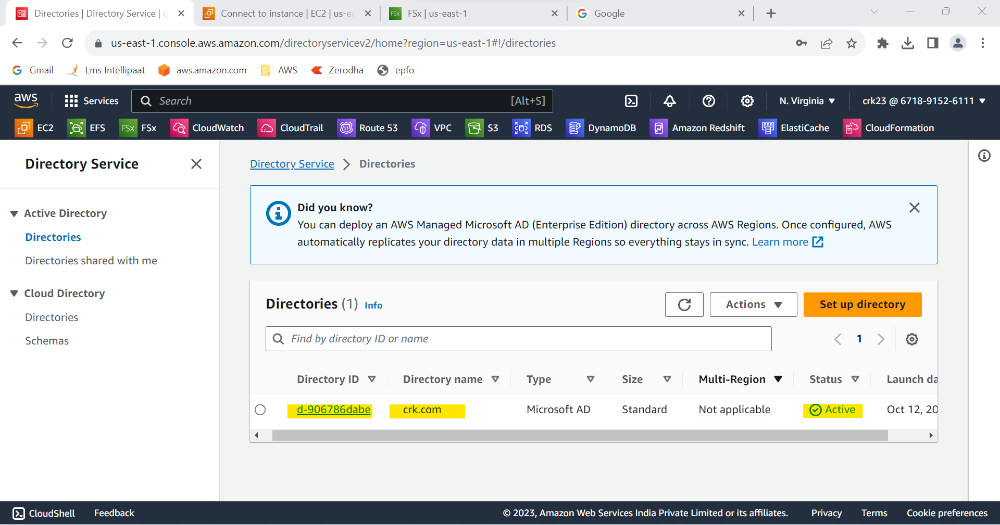 Directories | Directory Service | u
Connect to instance | EC2 | us-ea
FSx
FSx | us-east-1
Google
us-east-1.console.aws.amazon.com/directoryservicev2/home?region=us-east-1#!/directories
Gmail
Lms Intellipaat
aws.amazon.com
AWS
Zerodha
epfo
aws
Services
Search
[Alt+S]
N. Virginia
crk23 @ 6718-9152-6111
EC2
EFS
FSx
FSx
CloudWatch
CloudTrail
53
Route 53
VPC
S3
RDS
DynamoDB
Amazon Redshift
ElastiCache
CloudFormation
Directory Service
Active Directory
Directories
Directories shared with me
Cloud Directory
Directories
Schemas
Directory Service > Directories
Did you know?
You can deploy an AWS Managed Microsoft AD (Enterprise Edition) directory across AWS Regions. Once configured, AWS
automatically replicates your directory data in multiple Regions so everything stays in sync. Learn more
Directories (1) Info
Actions
Set up directory
Find by directory ID or name
1
Directory ID
Directory name
Type
Size
Multi-Region
Status
Launch da
d-906786dabe
crk.com
Microsoft AD
Standard
Not applicable
Active
Oct 12, 20
CloudShell
Feedback
© 2023, Amazon Web Services India Private Limited or its affiliates.
Privacy
Terms
Cookie preferences